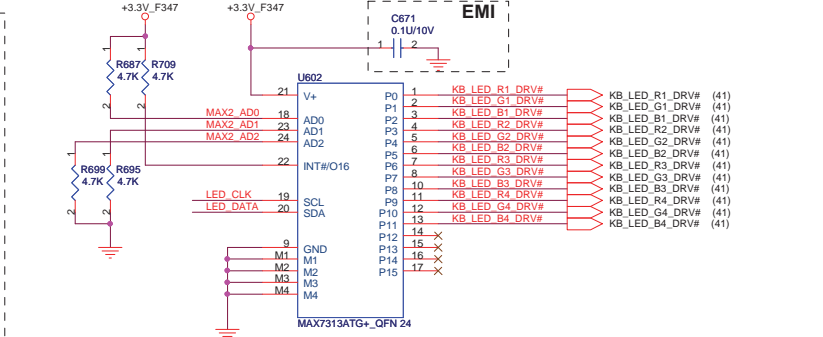 +3.3V_F347
+3.3V_F347
EMI
C671
0.1U/10V
1 2
1 1
R687 R709
4.7K 4.7K
2 2
U602
21 V+ P0 1 KB_LED_R1_DRV# KB_LED_R1_DRV# (41)
P1 2 KB_LED_G1_DRV# KB_LED_G1_DRV# (41)
MAX2_AD0 18 AD0 P2 3 KB_LED_B1_DRV# KB_LED_B1_DRV# (41)
MAX2_AD1 23 AD1 P3 4 KB_LED_R2_DRV# KB_LED_R2_DRV# (41)
MAX2_AD2 24 AD2 P4 5 KB_LED_G2_DRV# KB_LED_G2_DRV# (41)
P5 6 KB_LED_B2_DRV# KB_LED_B2_DRV# (41)
22 INT#/O16 P6 7 KB_LED_R3_DRV# KB_LED_R3_DRV# (41)
1 1
R699 R695
4.7K 4.7K
2 2
P7 8 KB_LED_G3_DRV# KB_LED_G3_DRV# (41)
P8 10 KB_LED_B3_DRV# KB_LED_B3_DRV# (41)
LED_CLK 19 SCL P9 11 KB_LED_R4_DRV# KB_LED_R4_DRV# (41)
LED_DATA 20 SDA P10 12 KB_LED_G4_DRV# KB_LED_G4_DRV# (41)
P11 13 KB_LED_B4_DRV# KB_LED_B4_DRV# (41)
P12 14
9 GND P13 15
M1 M1 P14 16
M2 M2 P15 17
M3 M3
M4 M4
MAX7313ATG+_QFN 24